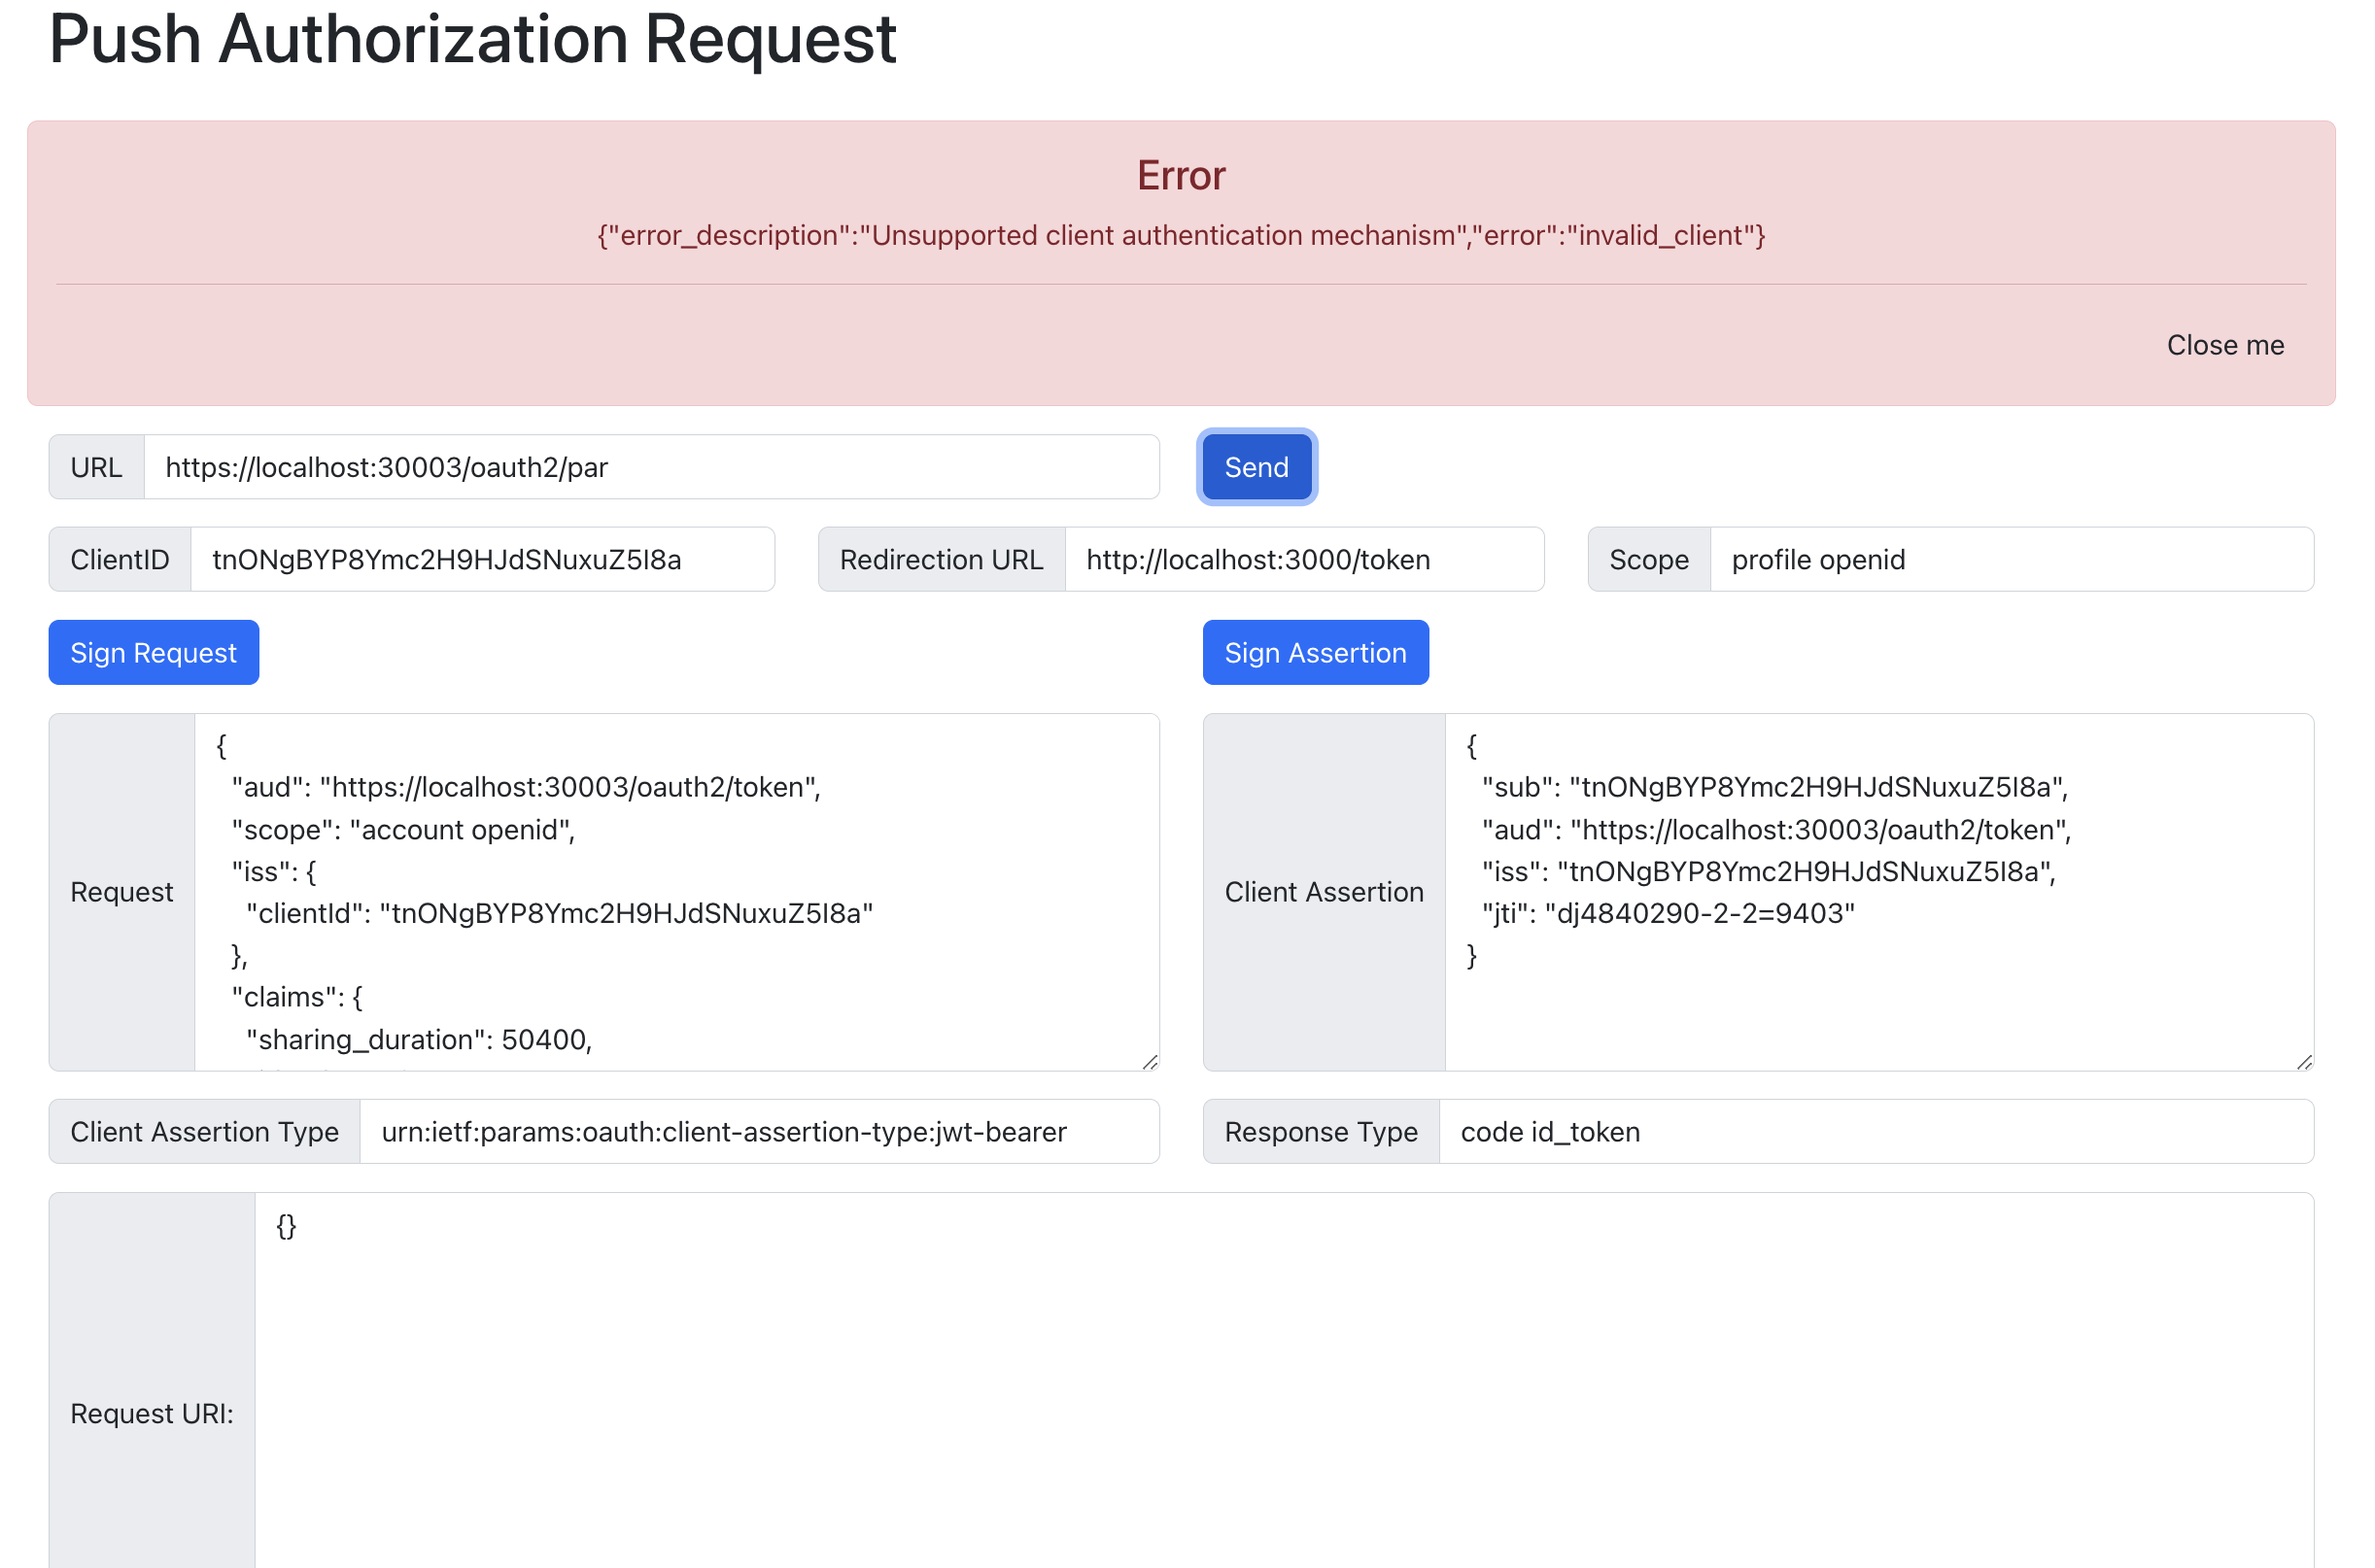 Push Authorization Request
Error
{"error_description":"Unsupported client authentication mechanism","error":"invalid_client"}
Close me
URL https://localhost:30003/oauth2/par Send
ClientID tnONgBYP8Ymc2H9HJdSNuxuZ5I8a Redirection URL http://localhost:3000/token Scope profile openid
Sign Request Sign Assertion
Request
{
"aud": "https://localhost:30003/oauth2/token",
"scope": "account openid",
"iss": {
"clientId": "tnONgBYP8Ymc2H9HJdSNuxuZ5I8a"
},
"claims": {
"sharing_duration": 50400,
Client Assertion
{
"sub": "tnONgBYP8Ymc2H9HJdSNuxuZ5I8a",
"aud": "https://localhost:30003/oauth2/token",
"iss": "tnONgBYP8Ymc2H9HJdSNuxuZ5I8a",
"jti": "dj4840290-2-2=9403"
}
Client Assertion Type urn:ietf:params:oauth:client-assertion-type:jwt-bearer Response Type code id_token
Request URI: {}